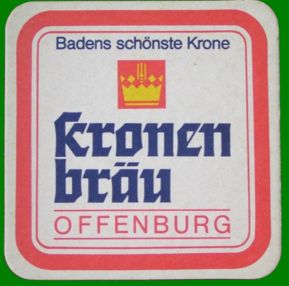 Badens schönste Krone
Kronen
bräu
OFFENBURG